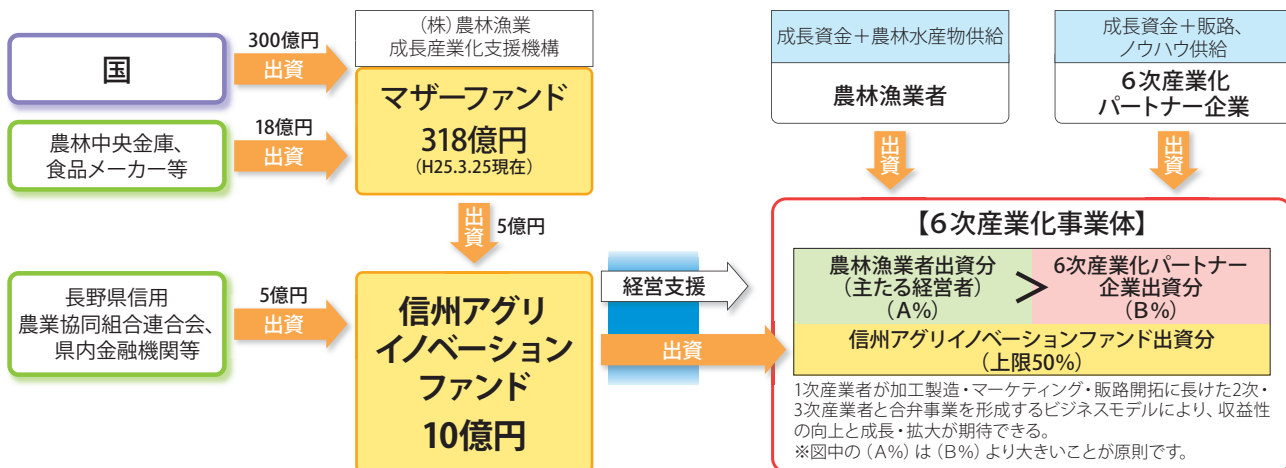 国
300億円
出資
農林中央金庫、
食品メーカー等
18億円
出資
(株)農林漁業
成長産業化支援機構
マザーファンド
318億円
(H25.3.25現在)
出資
5億円
長野県信用
農業協同組合連合会、
県内金融機関等
5億円
出資
信州アグリ
イノベーション
ファンド
10億円
経営支援
出資
成長資金+農林水産物供給
農林漁業者
出資
成長資金+販路、
ノウハウ供給
6次産業化
パートナー企業
出資
【6次産業化事業体】
農林漁業者出資分
(主たる経営者)
(A%)
>
6次産業化パートナー
企業出資分
(B%)
信州アグリイノベーションファンド出資分
(上限50%)
1次産業者が加工製造・マーケティング・販路開拓に長けた2次・
3次産業者と合弁事業を形成するビジネスモデルにより、収益性
の向上と成長・拡大が期待できる。
※図中の(A%)は(B%)より大きいことが原則です。